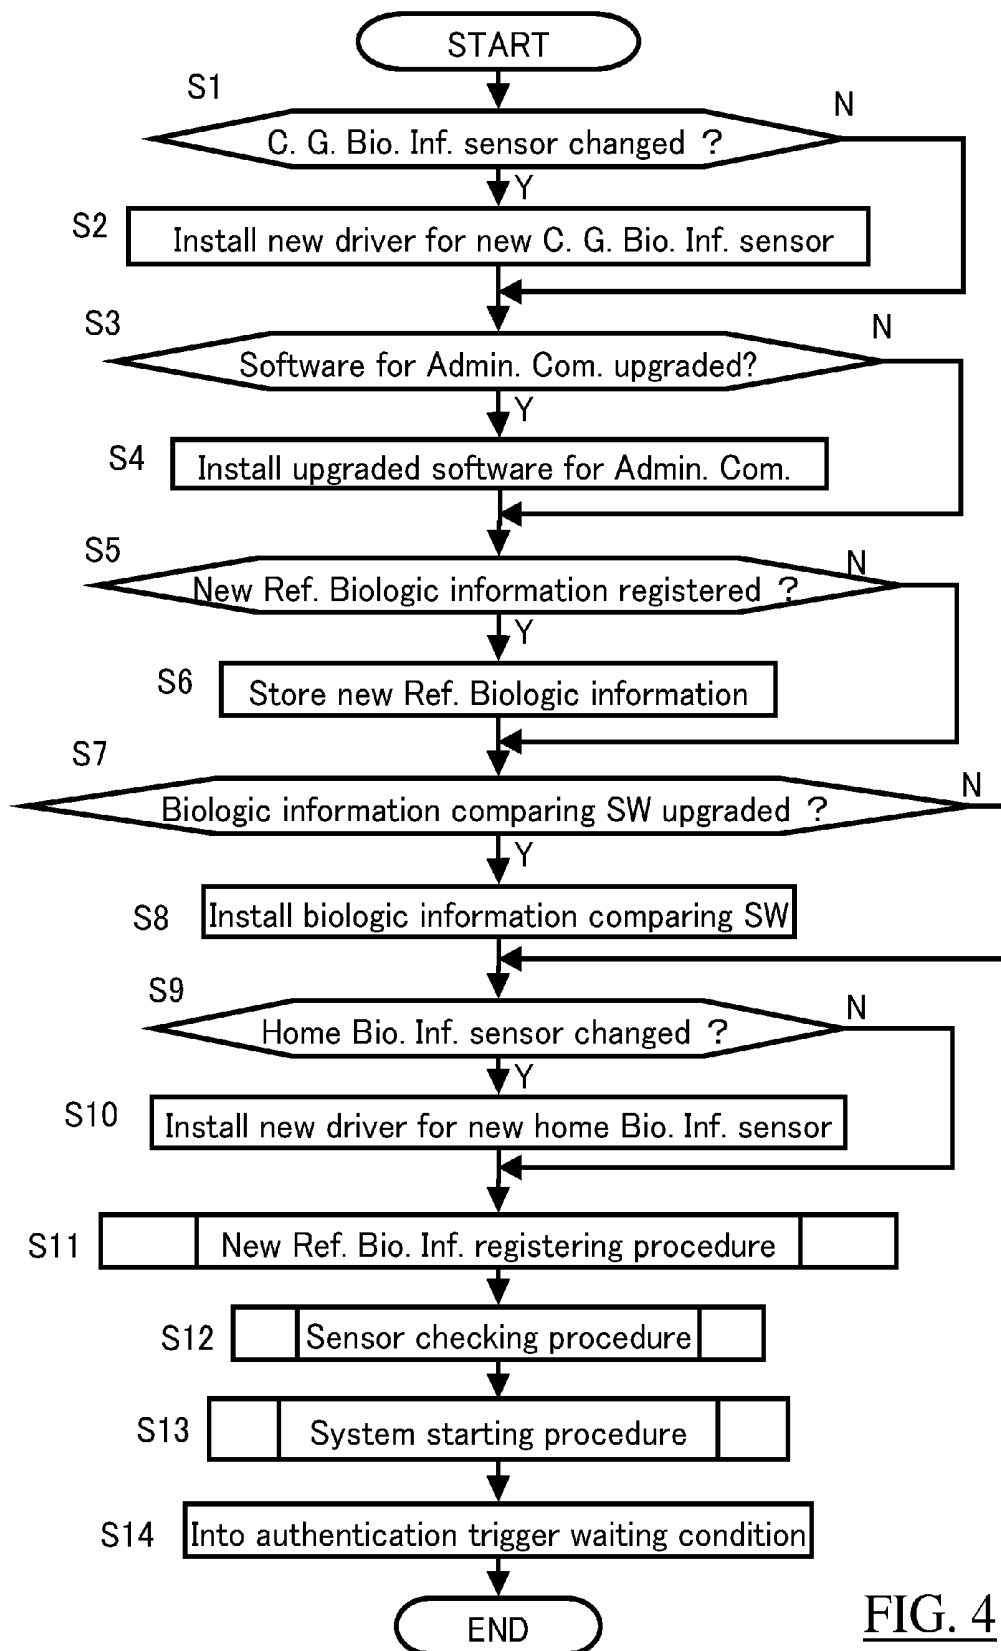 START
S1
N
C. G. Bio. Inf. sensor changed ?
Y
S2
Install new driver for new C. G. Bio. Inf. sensor
S3
N
Software for Admin. Com. upgraded?
Y
S4
Install upgraded software for Admin. Com.
S5
N
New Ref. Biologic information registered ?
Y
S6
Store new Ref. Biologic information
S7
N
Biologic information comparing SW upgraded ?
Y
S8
Install biologic information comparing SW
S9
N
Home Bio. Inf. sensor changed ?
Y
S10
Install new driver for new home Bio. Inf. sensor
S11
New Ref. Bio. Inf. registering procedure
S12
Sensor checking procedure
S13
System starting procedure
S14
Into authentication trigger waiting condition
END
FIG. 4